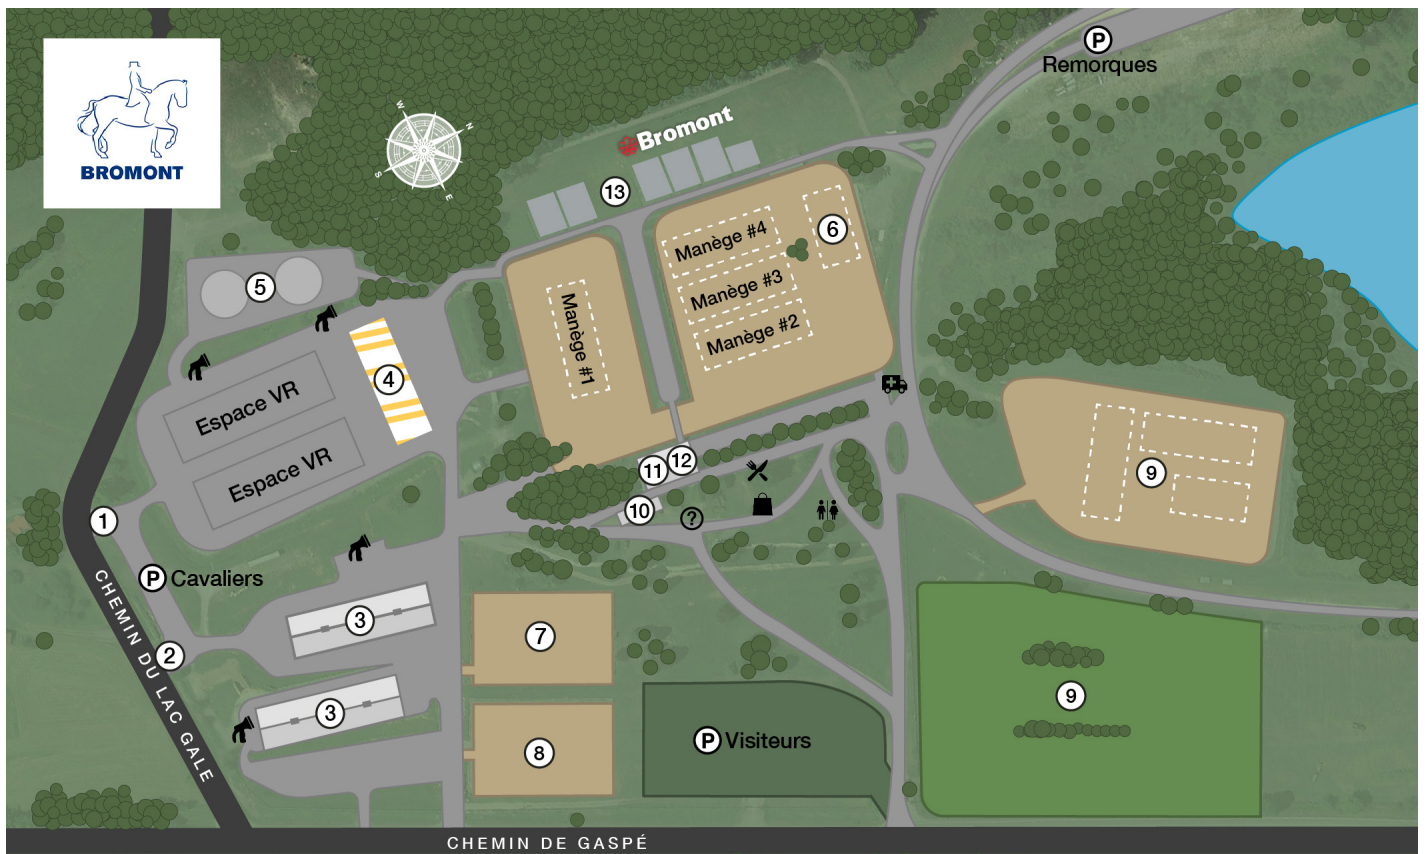 P
Remorques
BROMONT
W
N
S
E
Bromont
13
6
Manège #4
Manège #3
Manège #2
Manège #1
5
4
Espace VR
Espace VR
11
12
10
?
9
1
P Cavaliers
2
3
3
7
8
9
P Visiteurs
CHEMIN DU LAC GALE
CHEMIN DE GASPÉ